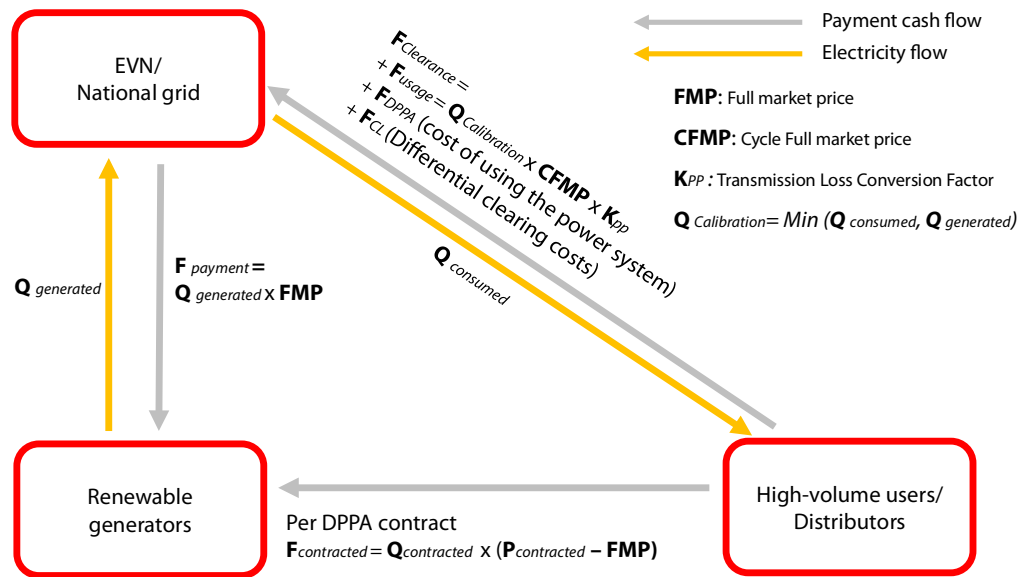 Payment cash flow
Electricity flow
EVN/
National grid
FMP: Full market price
CFMP: Cycle Full market price
KPP : Transmission Loss Conversion Factor
Q Calibration= Min (Q consumed, Q generated)
FClearance =
+ Fusage= Q Calibration x CFMP x Kpp
+ FDPPA (cost of using the power system)
+ FCL (Differential clearing costs)
Q consumed
Q generated
F payment =
Q generated x FMP
Renewable
generators
High-volume users/
Distributors
Per DPPA contract
Fcontracted= Qcontracted x (Pcontracted – FMP)